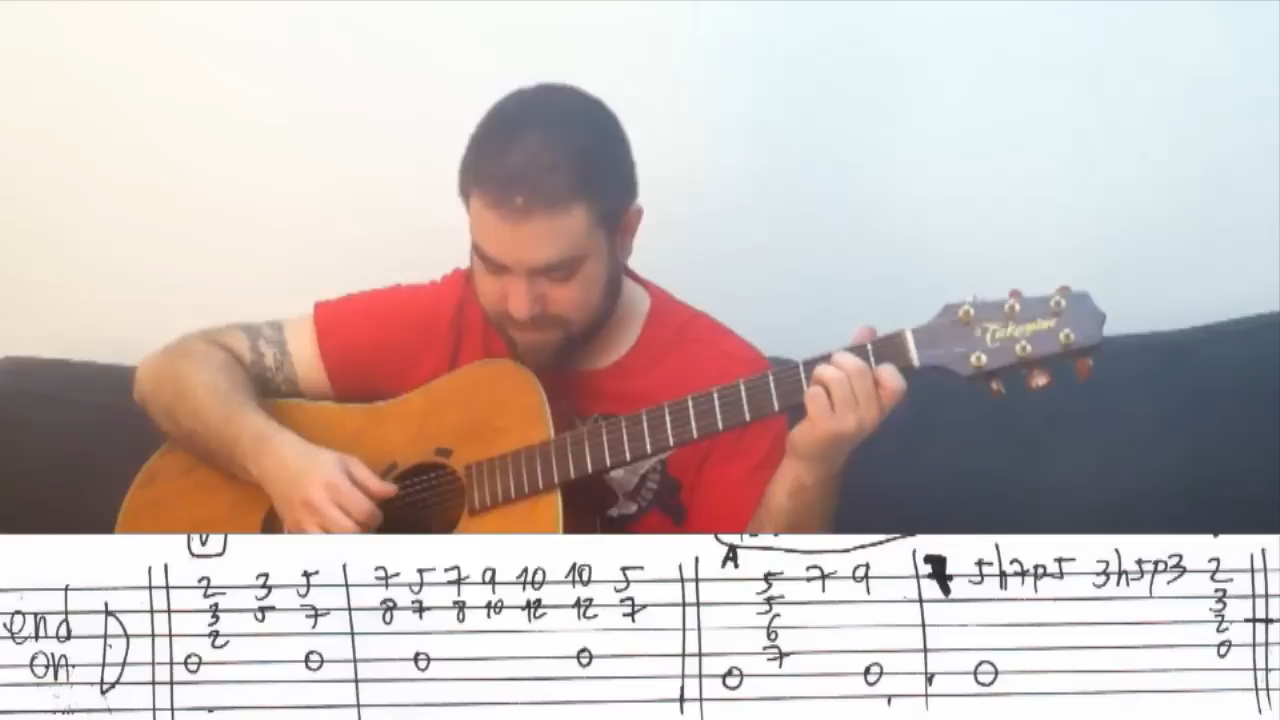 Takamine
A
2 3 5 7 5 7 9 10 10 5 5 7 9 7 5h7p5 3h5p3 2
3 5 7 8 7 8 10 12 12 7 5 3
end D 2 6 2
on 0 0 0 0 7 0
0 0 0